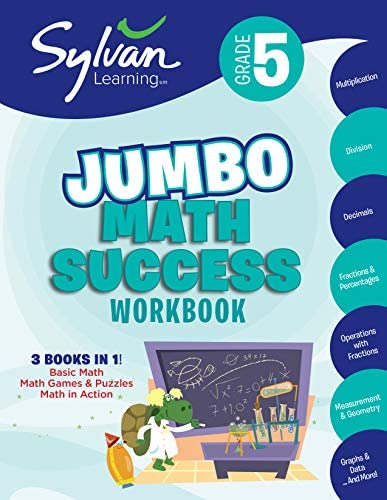 Sylvan
Learning
SM
GRADE
5
Multiplication
Division
Decimals
Fractions &
Percentages
Operations
with
Fractions
Measurement
& Geometry
Graphs &
Data
...And More!
JUMBO
MATH
SUCCESS
WORKBOOK
3 BOOKS IN 1!
Basic Math
Math Games & Puzzles
Math in Action